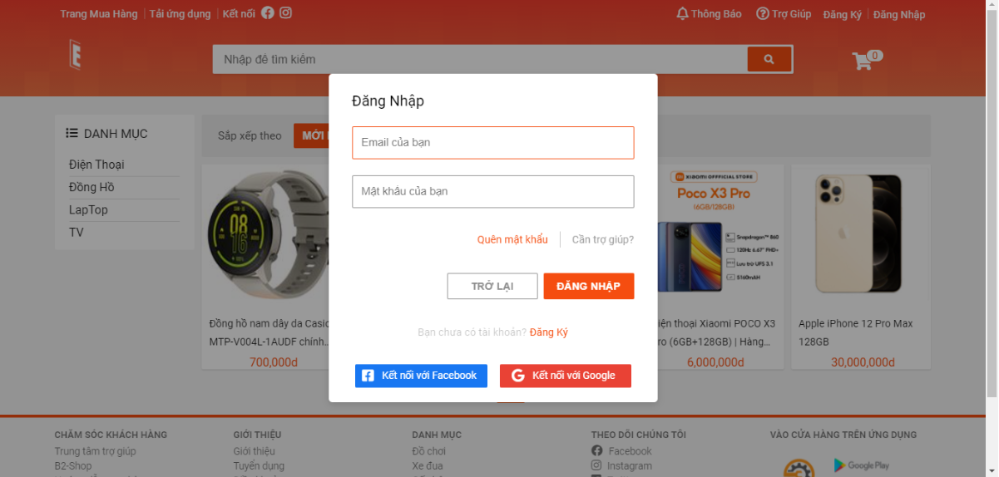 Trang Mua Hàng
Tải ứng dụng
Kết nối
Thông Báo
Trợ Giúp
Đăng Ký
Đăng Nhập
Nhập để tìm kiếm
0
DANH MỤC
Điện Thoại
Đồng Hồ
LapTop
TV
Sắp xếp theo
MỚI
Đăng Nhập
Email của bạn
Mật khẩu của bạn
Quên mật khẩu
Cần trợ giúp?
TRỞ LẠI
ĐĂNG NHẬP
Bạn chưa có tài khoản? Đăng Ký
Kết nối với Facebook
Kết nối với Google
08
16
Đồng hồ nam dây da Casio
MTP-V004L-1AUDF chính...
700,000đ
XIAOMI OFFFICIAL STORE
Poco X3 Pro
(6GB/128GB)
Snapdragon™ 860
120Hz 6.67" FHD+
Lưu trữ UFS 3.1
5160mAH
iện thoại Xiaomi POCO X3
ro (6GB+128GB) | Hàng...
6,000,000đ
Apple iPhone 12 Pro Max
128GB
30,000,000đ
CHĂM SÓC KHÁCH HÀNG
Trung tâm trợ giúp
B2-Shop
GIỚI THIỆU
Giới thiệu
Tuyển dụng
DANH MỤC
Đồ chơi
Xe đua
THEO DÕI CHÚNG TÔI
Facebook
Instagram
VÀO CỬA HÀNG TRÊN ỨNG DỤNG
Google Play